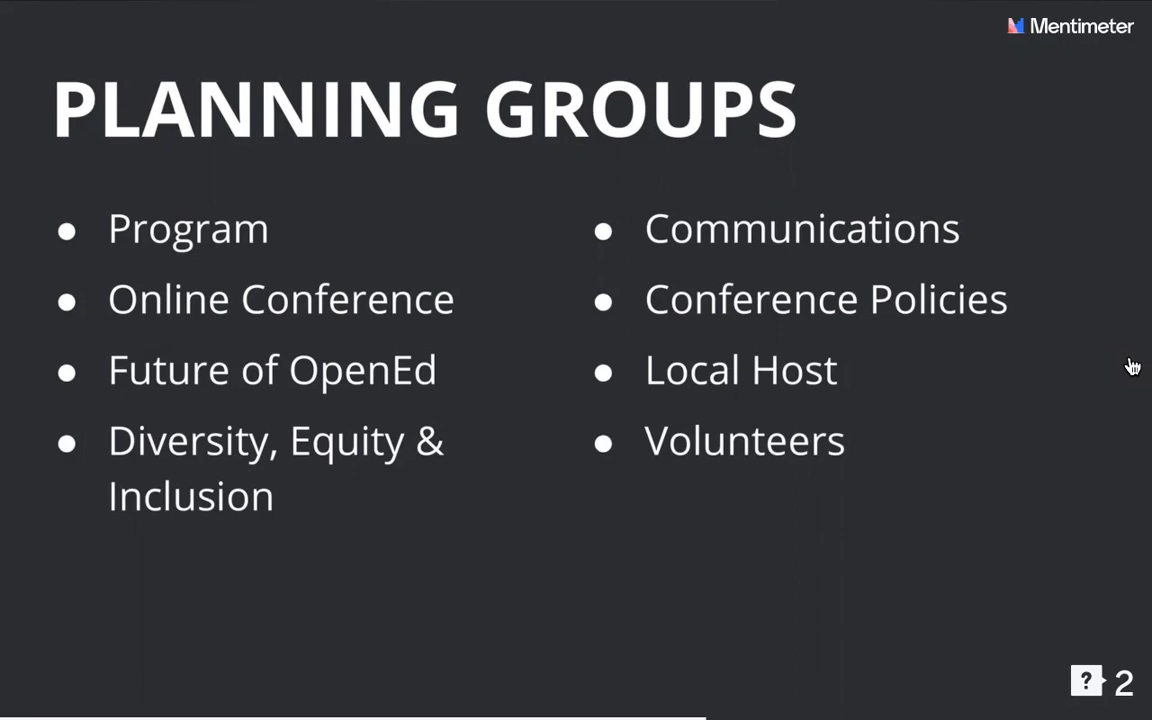 Mentimeter
PLANNING GROUPS
● Program
● Online Conference
● Future of OpenEd
● Diversity, Equity &
Inclusion
● Communications
● Conference Policies
● Local Host
● Volunteers
? 2